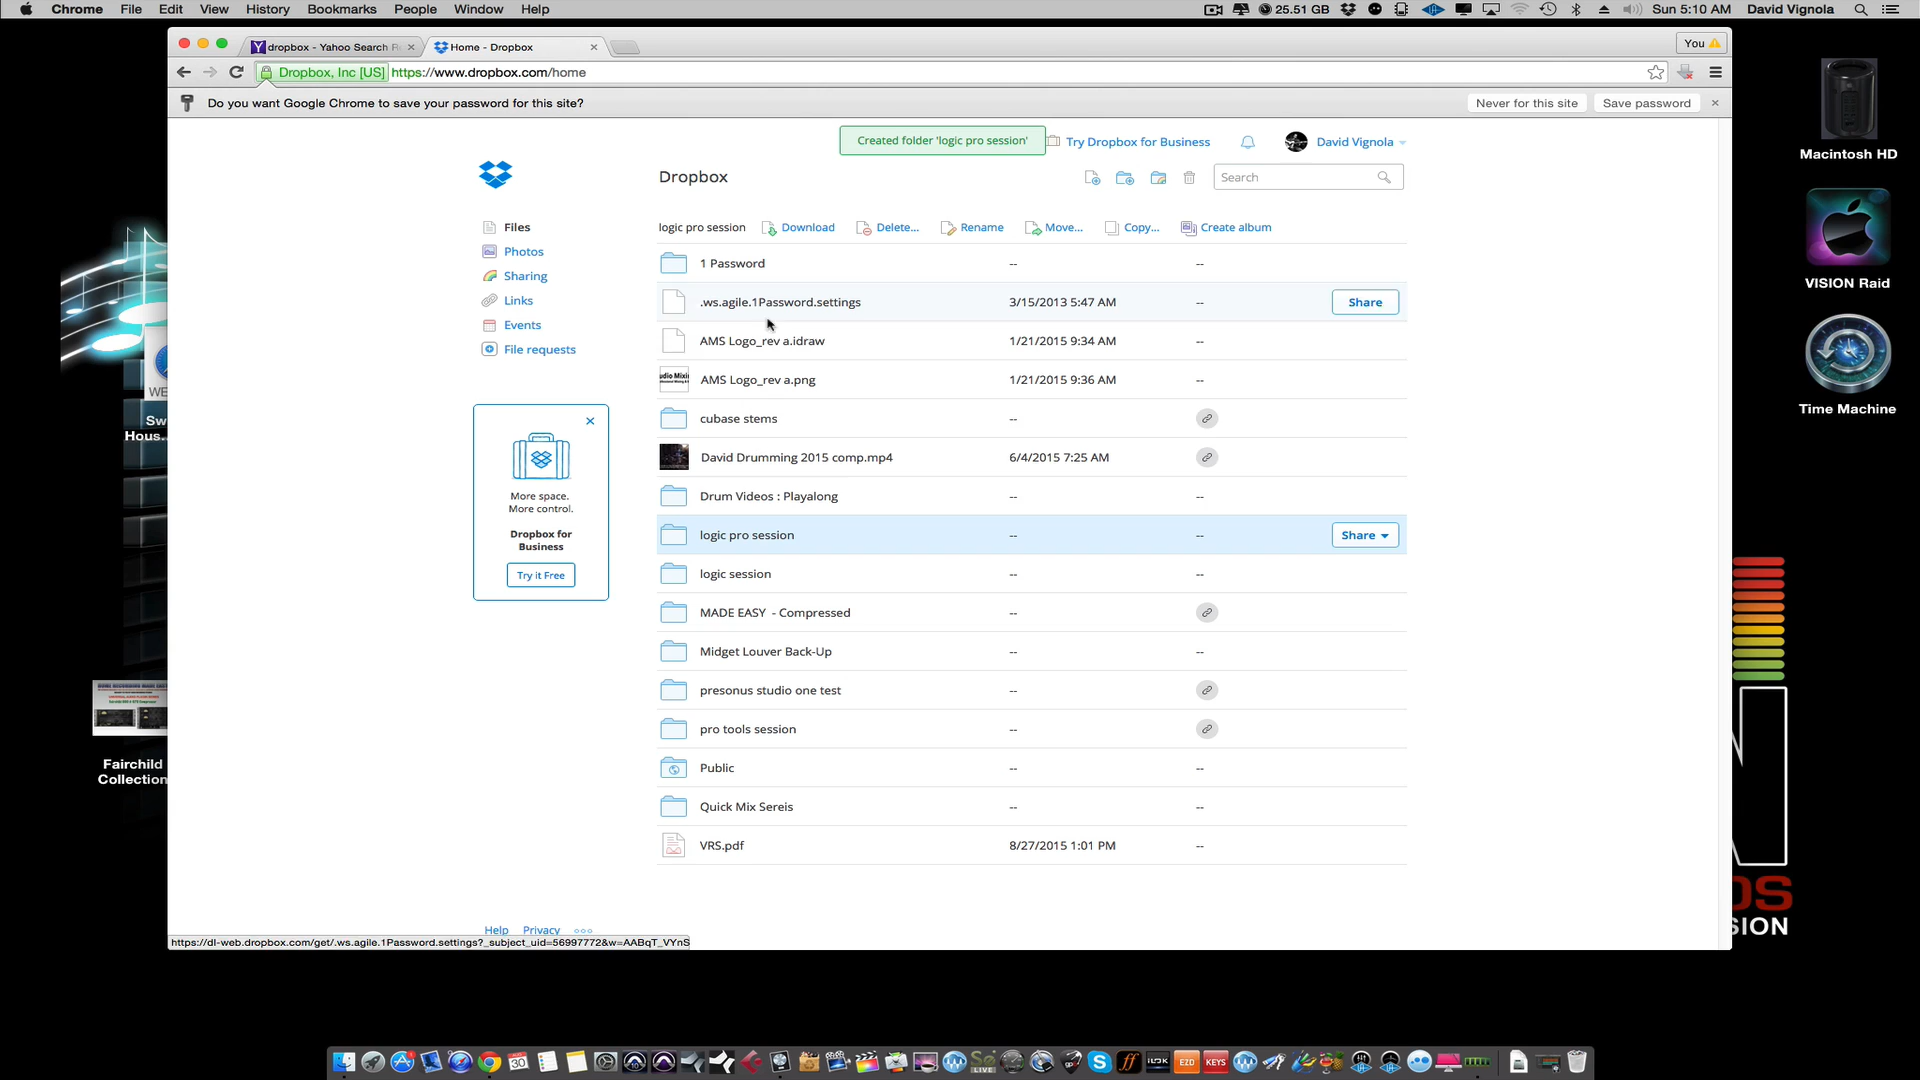 Chrome File Edit View History Bookmarks People Window Help
25.51 GB Sun 5:10 AM David Vignola
dropbox - Yahoo Search R
Home - Dropbox
You
Dropbox, Inc [US] https://www.dropbox.com/home
Do you want Google Chrome to save your password for this site?
Never for this site
Save password
Created folder 'logic pro session'
Try Dropbox for Business
David Vignola
Dropbox
Search
Files
Photos
Sharing
Links
Events
File requests
More space.
More control.
Dropbox for
Business
Try it Free
logic pro session Download Delete... Rename Move... Copy... Create album
1 Password -- --
.ws.agile.1Password.settings 3/15/2013 5:47 AM -- Share
AMS Logo_rev a.idraw 1/21/2015 9:34 AM --
AMS Logo_rev a.png 1/21/2015 9:36 AM --
cubase stems --
David Drumming 2015 comp.mp4 6/4/2015 7:25 AM
Drum Videos : Playalong -- --
logic pro session -- -- Share
logic session -- --
MADE EASY - Compressed --
Midget Louver Back-Up -- --
presonus studio one test --
pro tools session --
Public -- --
Quick Mix Sereis -- --
VRS.pdf 8/27/2015 1:01 PM --
Help Privacy
https://dl-web.dropbox.com/get/.ws.agile.1Password.settings?_subject_uid=56997772&w=AABqT_VYnS
Macintosh HD
VISION Raid
Time Machine
WE
Sw
Hous...
Fairchild
Collection
OS
SION
30
EZD
KEYS